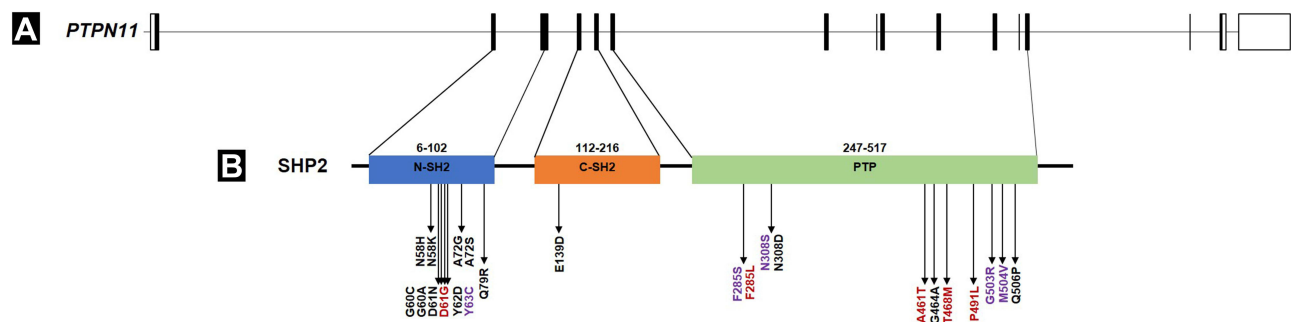 A
PTPN11
6-102
112-216
247-517
B
SHP2
N-SH2
C-SH2
PTP
G60C
G60A
N58H
N58K
D61N
D61G
Y62D
A72G
Y63C
A72S
Q79R
E139D
F285S
F285L
N308S
N308D
A461T
G464A
T468M
P491L
G503R
M504V
Q506P